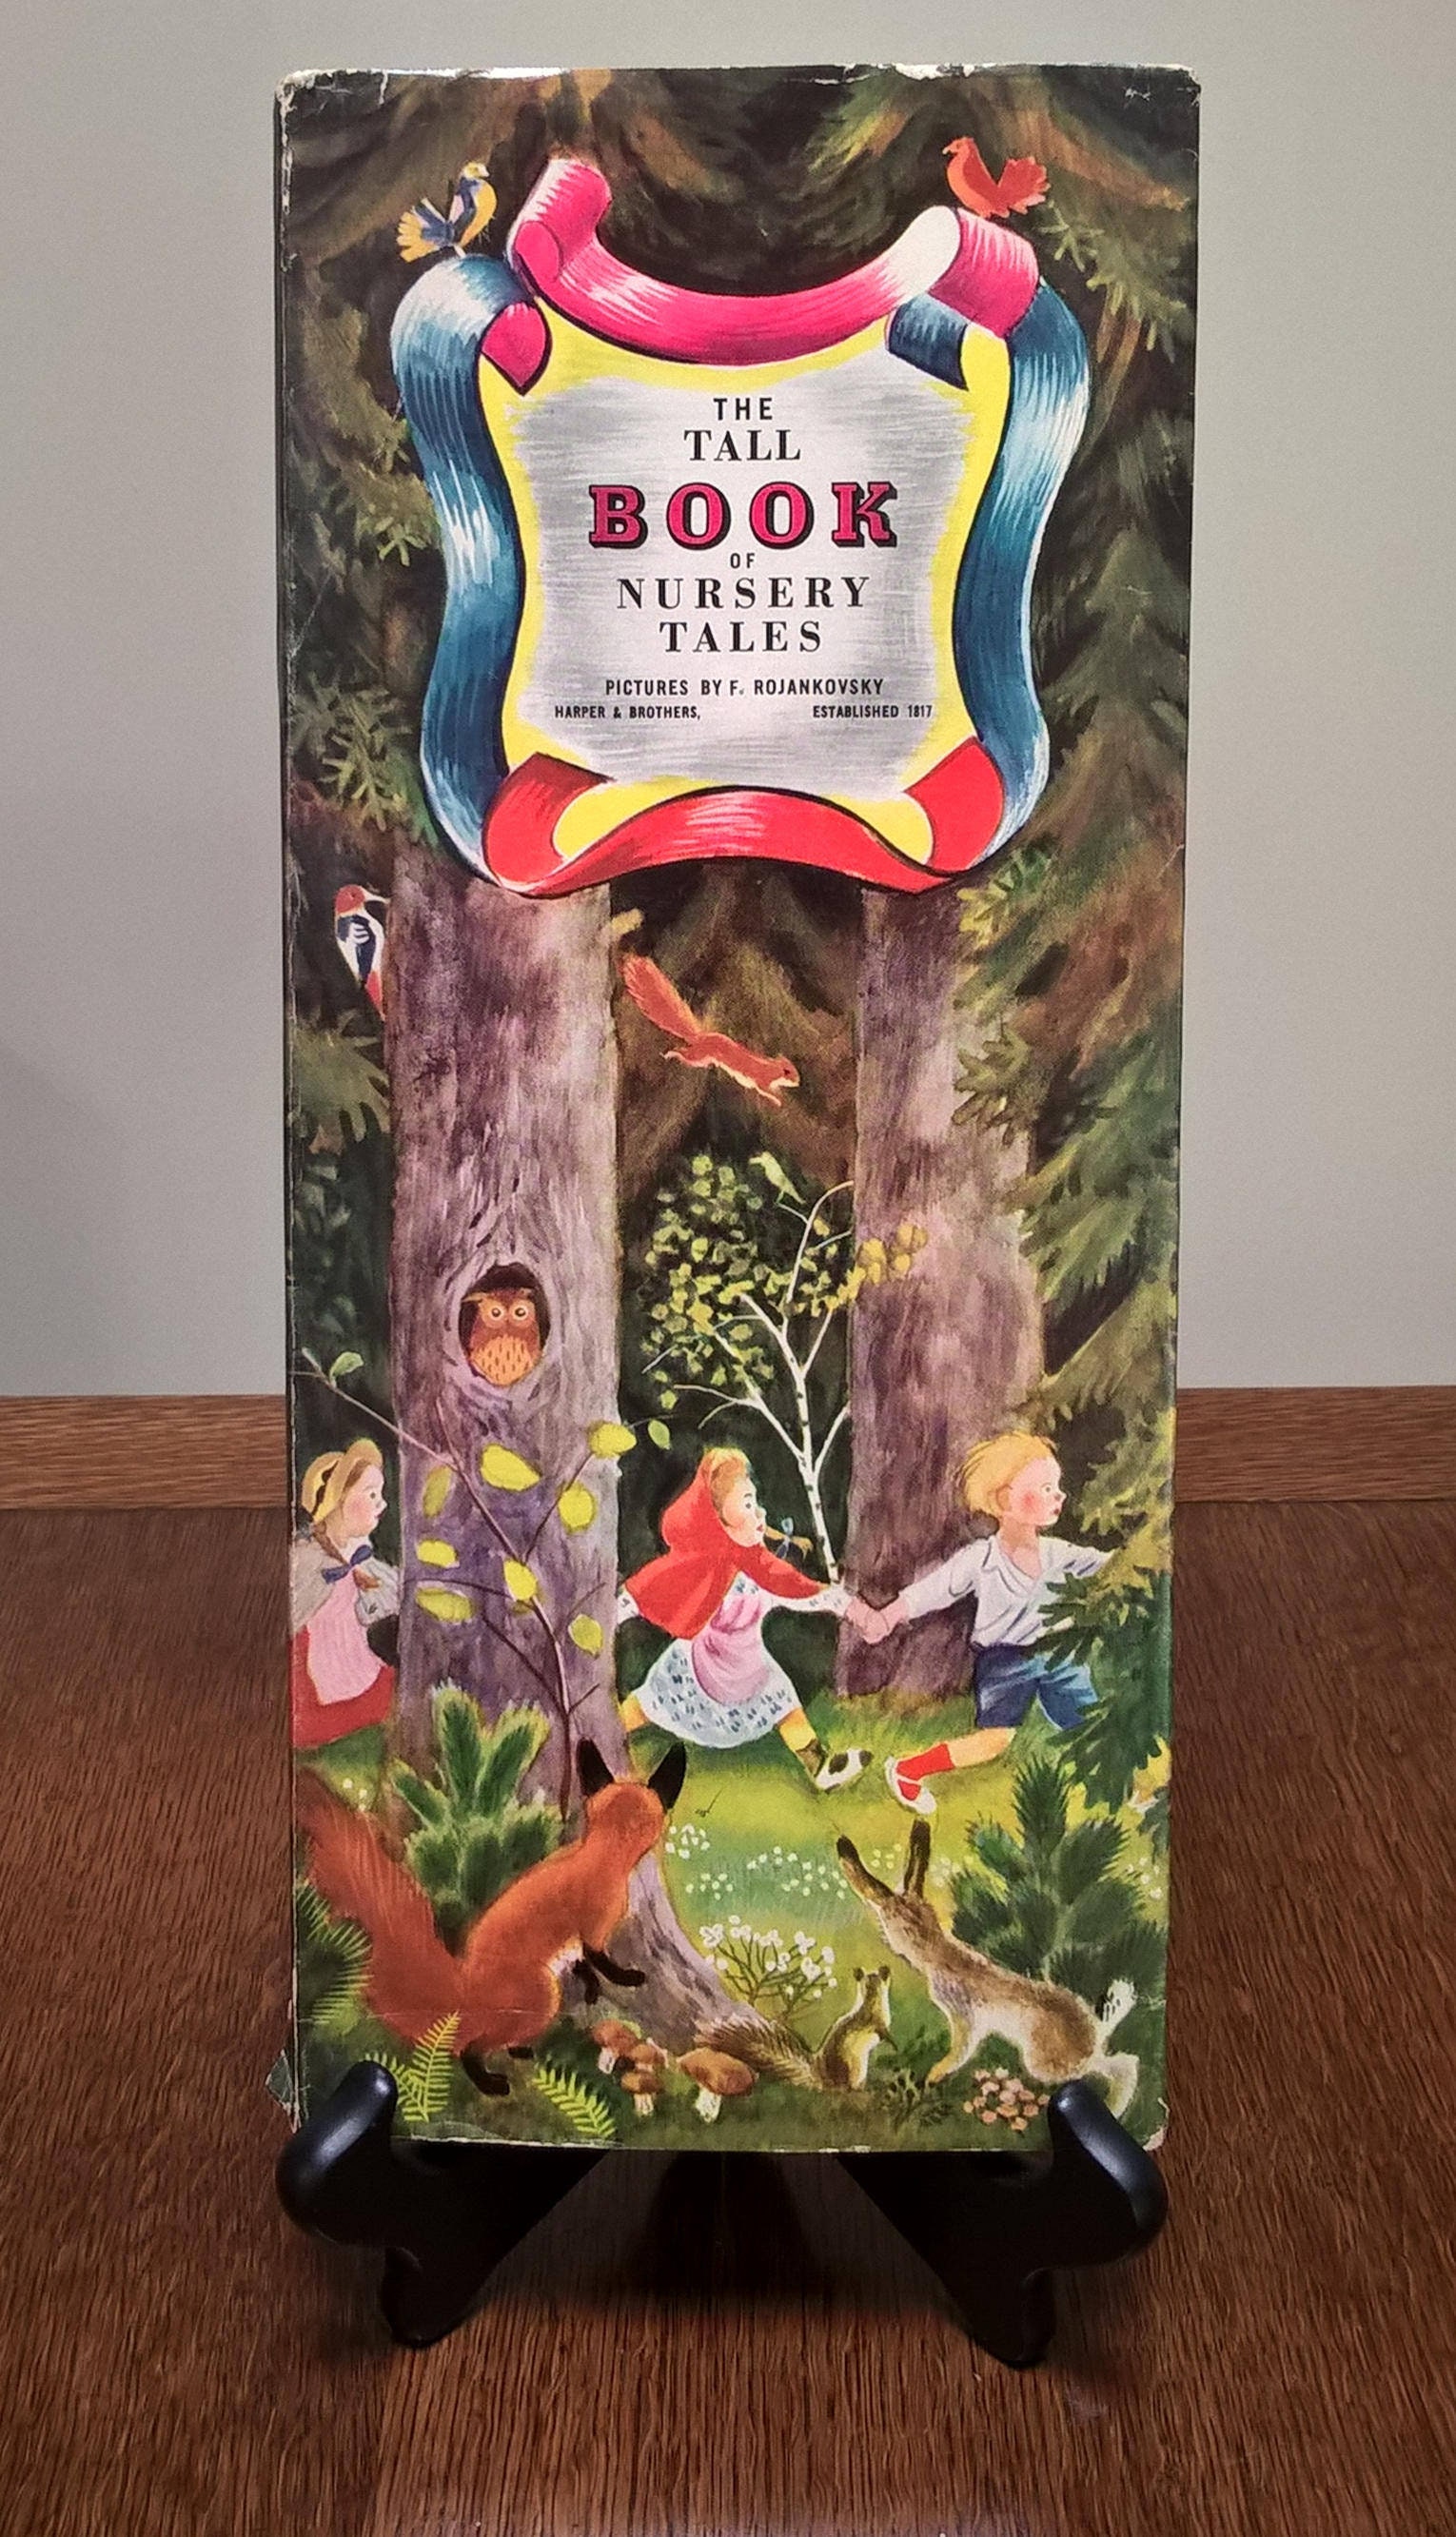 THE
TALL
BOOK
OF
NURSERY
TALES
PICTURES BY F. ROJANKOVSKY
HARPER & BROTHERS, ESTABLISHED 1817